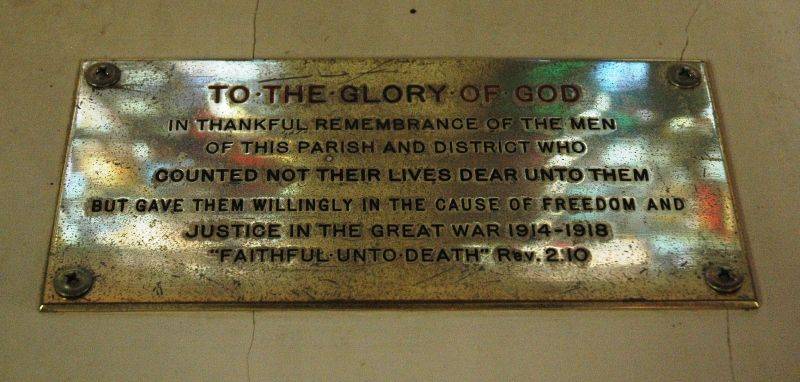 TO·THE·GLORY·OF·GOD
IN THANKFUL REMEMBRANCE OF THE MEN
OF THIS PARISH AND DISTRICT WHO
COUNTED NOT THEIR LIVES DEAR UNTO THEM
BUT GAVE THEM WILLINGLY IN THE CAUSE OF FREEDOM AND
JUSTICE IN THE GREAT WAR 1914-1918
"FAITHFUL·UNTO·DEATH" Rev. 2.10